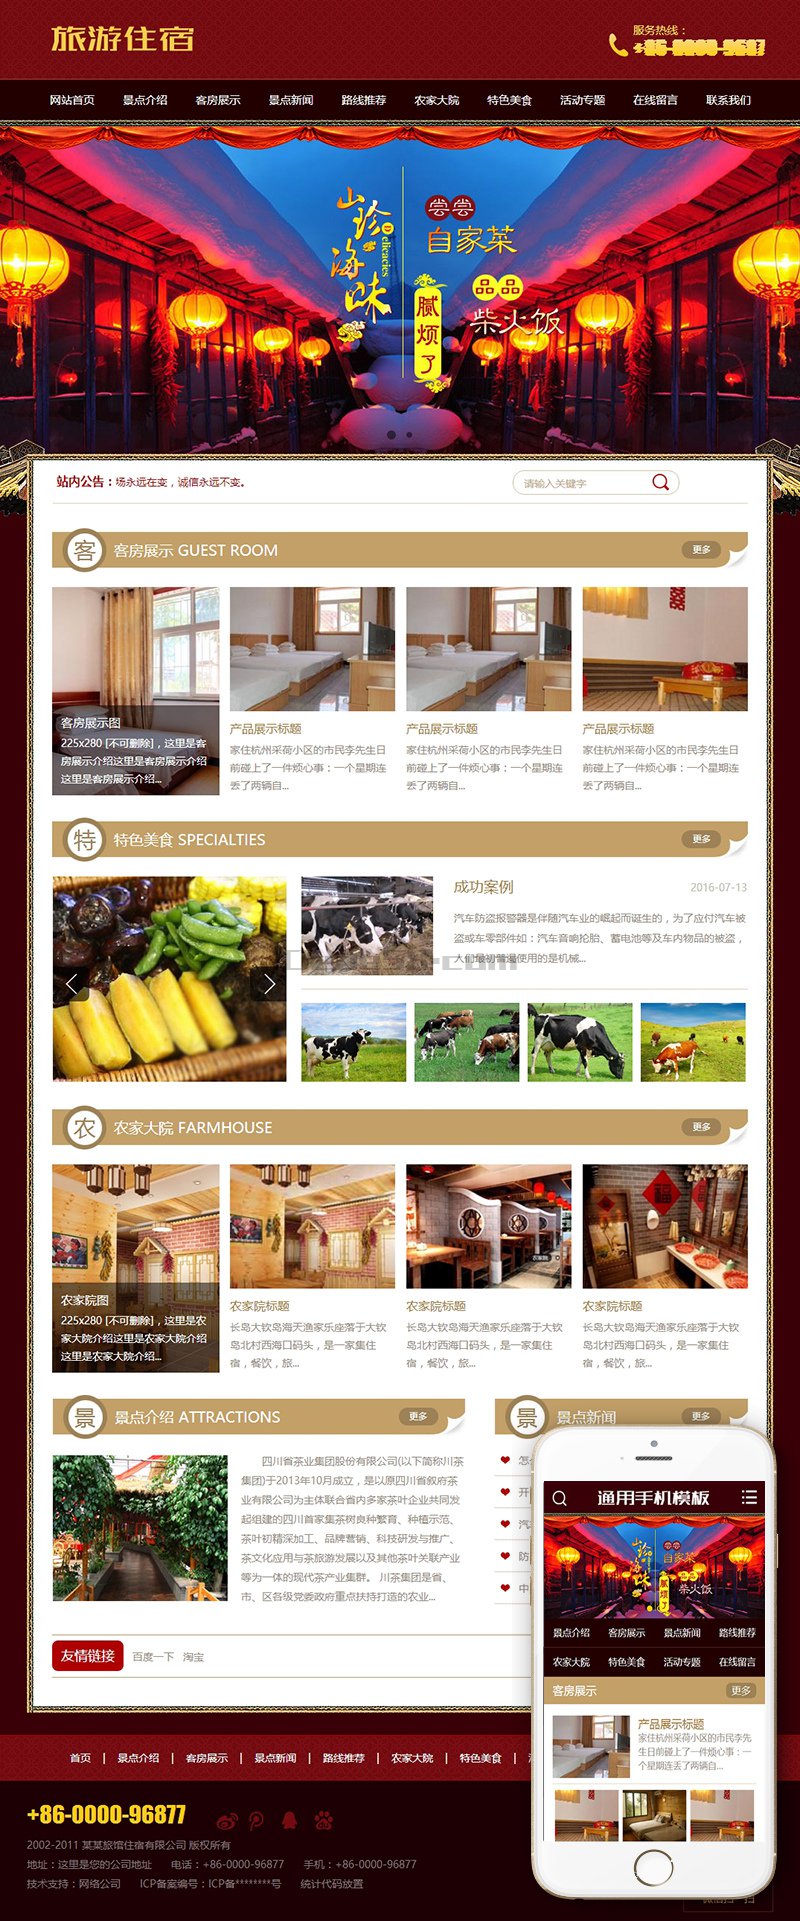 旅游住宿
服务热线：
网站首页 景点介绍 客房展示 景点新闻 路线推荐 农家大院 特色美食 活动专题 在线留言 联系我们
山珍海味
elicacies
尝尝
自家菜
腻烦了
品品
柴火饭
站内公告：场永远在变，诚信永远不变。
请输入关键字
客 客房展示 GUEST ROOM 更多
客房展示图
225x280 [不可删除]，这里是客
房展示介绍这里是客房展示介绍
这里是客房展示介绍...
产品展示标题
家住杭州采荷小区的市民李先生日
前碰上了一件烦心事：一个星期连
丢了两辆自...
产品展示标题
家住杭州采荷小区的市民李先生日
前碰上了一件烦心事：一个星期连
丢了两辆自...
产品展示标题
家住杭州采荷小区的市民李先生日
前碰上了一件烦心事：一个星期连
丢了两辆自...
特 特色美食 SPECIALTIES 更多
成功案例 2016-07-13
汽车防盗报警器是伴随汽车业的崛起而诞生的，为了应付汽车被
盗或车零部件如：汽车音响抡胎、蓄电池等及车内物品的被盗，
人们最初普遍使用的是机械...
农 农家大院 FARMHOUSE 更多
农家院图
225x280 [不可删除]，这里是农
家大院介绍这里是农家大院介绍
这里是农家大院介绍...
农家院标题
长岛大钦岛海天渔家乐座落于大钦
岛北村西海口码头，是一家集住
宿，餐饮，旅...
农家院标题
长岛大钦岛海天渔家乐座落于大钦
岛北村西海口码头，是一家集住
宿，餐饮，旅...
福
农家院标题
长岛大钦岛海天渔家乐座落于大钦
岛北村西海口码头，是一家集住
宿，餐饮，旅...
景 景点介绍 ATTRACTIONS 更多
四川省茶业集团股份有限公司(以下简称川茶
集团)于2013年10月成立，是以原四川省叙府茶
业有限公司为主体联合省内多家茶叶企业共同发
起组建的四川首家集茶树良种繁育、种植示范、
茶叶初精深加工、品牌营销、科技研发与推广、
茶文化应用与茶旅游发展以及其他茶叶关联产业
等为一体的现代茶产业集群。 川茶集团是省、
市、区各级党委政府重点扶持打造的农业...
景 景点新闻 更多
怎
开
汽
防
中
友情链接 百度一下 淘宝
通用手机模板
山珍海味
尝尝
自家菜
腻烦了
品品
柴火饭
景点介绍 客房展示 景点新闻 路线推荐
农家大院 特色美食 活动专题 在线留言
客房展示 更多
产品展示标题
家住杭州采荷小区的市民李先
生日前碰上了一件烦心事：一
个星期连丢了两辆自...
首页 | 景点介绍 | 客房展示 | 景点新闻 | 路线推荐 | 农家大院 | 特色美食 |
+86-0000-96877
2002-2011 某某旅馆住宿有限公司 版权所有
地址：这里是您的公司地址 电话：+86-0000-96877 手机：+86-0000-96877
技术支持：网络公司 ICP备案编号：ICP备********号 统计代码放置